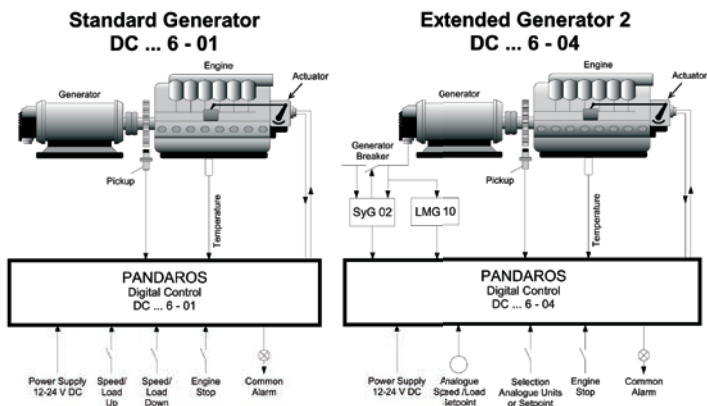 Standard Generator
DC ... 6 - 01
Engine
Actuator
Generator
Pickup
Temperature
PANDAROS
Digital Control
DC ... 6 - 01
Power Supply
12-24 V DC
Speed/
Load
Up
Speed/
Load
Down
Engine
Stop
Common
Alarm
Extended Generator 2
DC ... 6 - 04
Engine
Actuator
Generator
Generator
Breaker
Pickup
SyG 02
LMG 10
Temperature
PANDAROS
Digital Control
DC ... 6 - 04
Power Supply
12-24 V DC
Analogue
Speed /Load
Setpoint
Selection
Analogue Units
or Setpoint
Engine
Stop
Common
Alarm